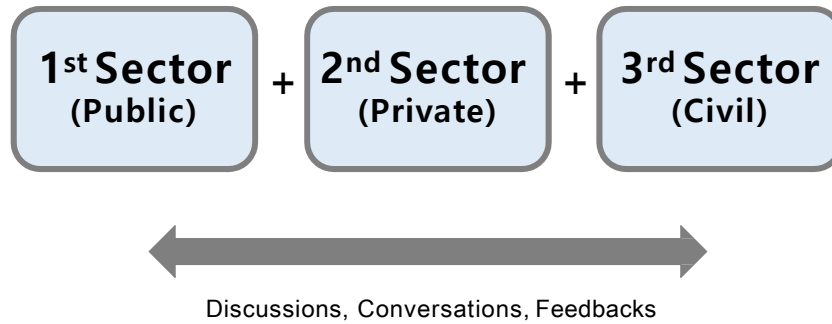 1st Sector + 2nd Sector + 3rd Sector
(Public) (Private) (Civil)
Discussions, Conversations, Feedbacks